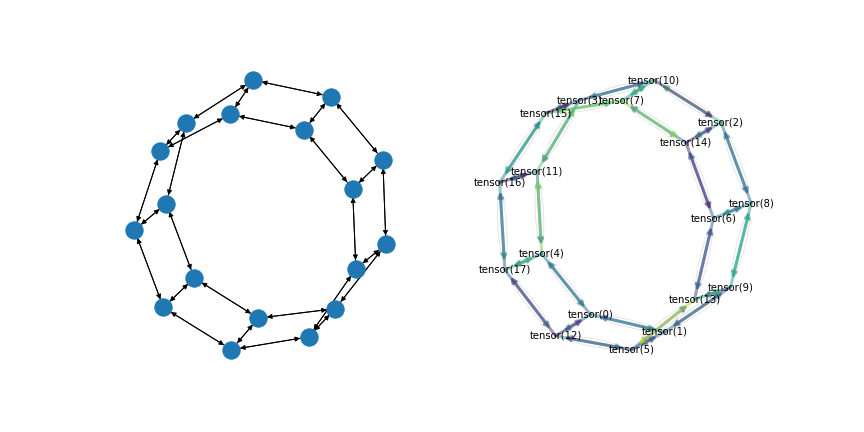 tensor(10)
tensor(3)
tensor(7)
tensor(15)
tensor(2)
tensor(14)
tensor(11)
tensor(16)
tensor(8)
tensor(6)
tensor(4)
tensor(17)
tensor(9)
tensor(13)
tensor(0)
tensor(1)
tensor(12)
tensor(5)